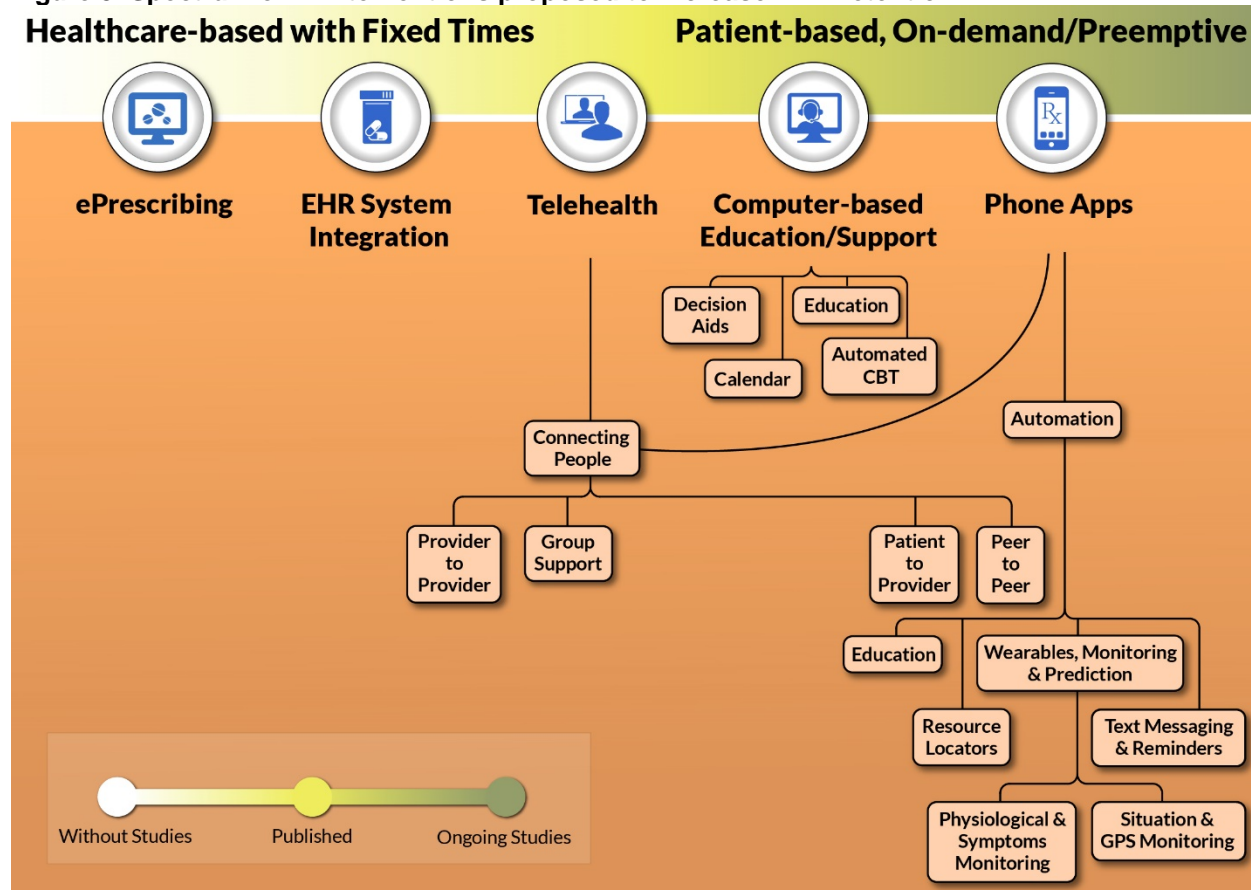 Healthcare-based with Fixed Times
Patient-based, On-demand/Preemptive
Rx
ePrescribing
EHR System
Integration
Telehealth
Computer-based
Education/Support
Phone Apps
Decision
Aids
Education
Calendar
Automated
CBT
Automation
Connecting
People
Provider
to
Provider
Group
Support
Patient
to
Provider
Peer
to
Peer
Education
Wearables, Monitoring
& Prediction
Resource
Locators
Text Messaging
& Reminders
Physiological &
Symptoms
Monitoring
Situation &
GPS Monitoring
Without Studies
Published
Ongoing Studies